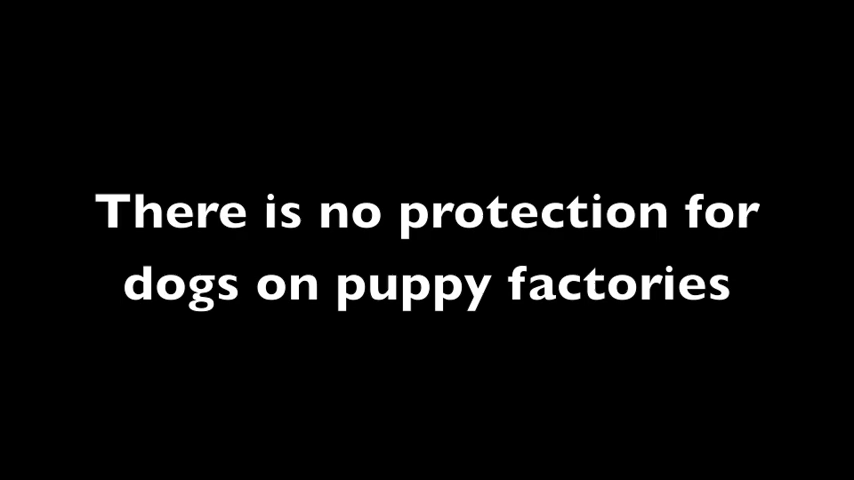 There is no protection for
dogs on puppy factories